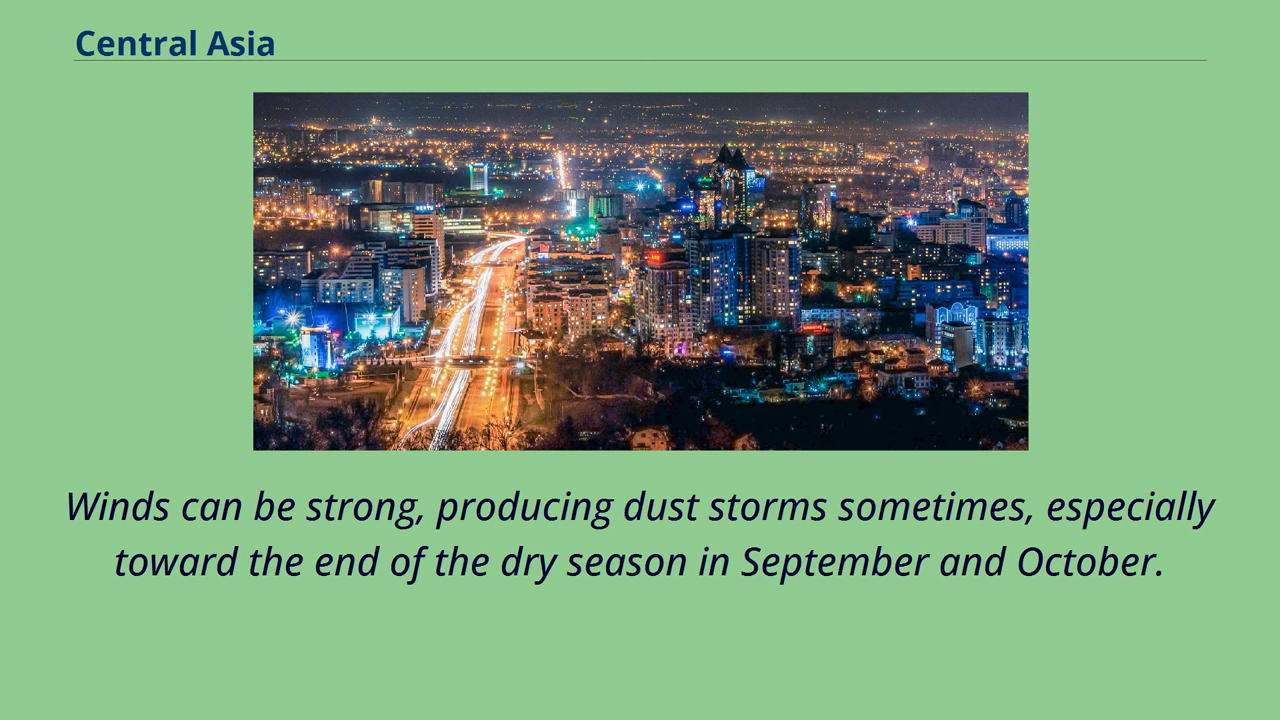 Central Asia
Winds can be strong, producing dust storms sometimes, especially
toward the end of the dry season in September and October.